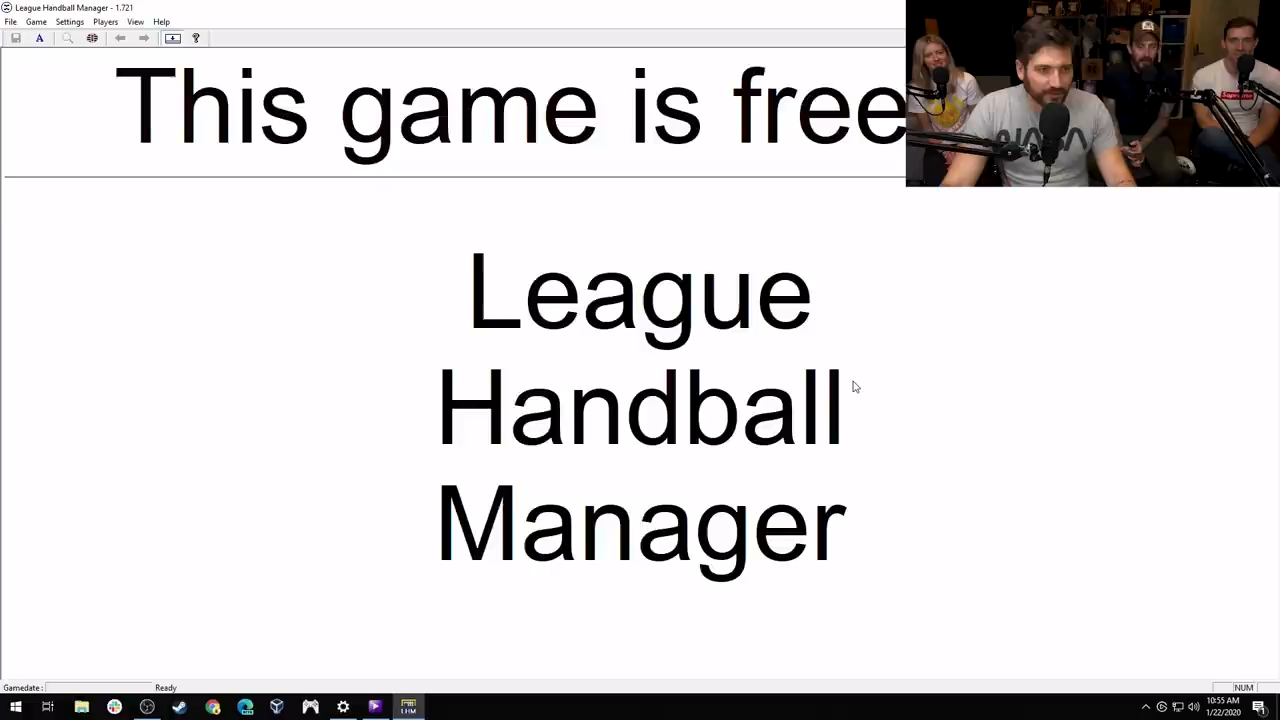 League Handball Manager - 1.721
File Game Settings Players View Help
A
This game is free
League
Handball
Manager
Gamedate :
Ready
NUM
LHM
10:55 AM
1/22/2020